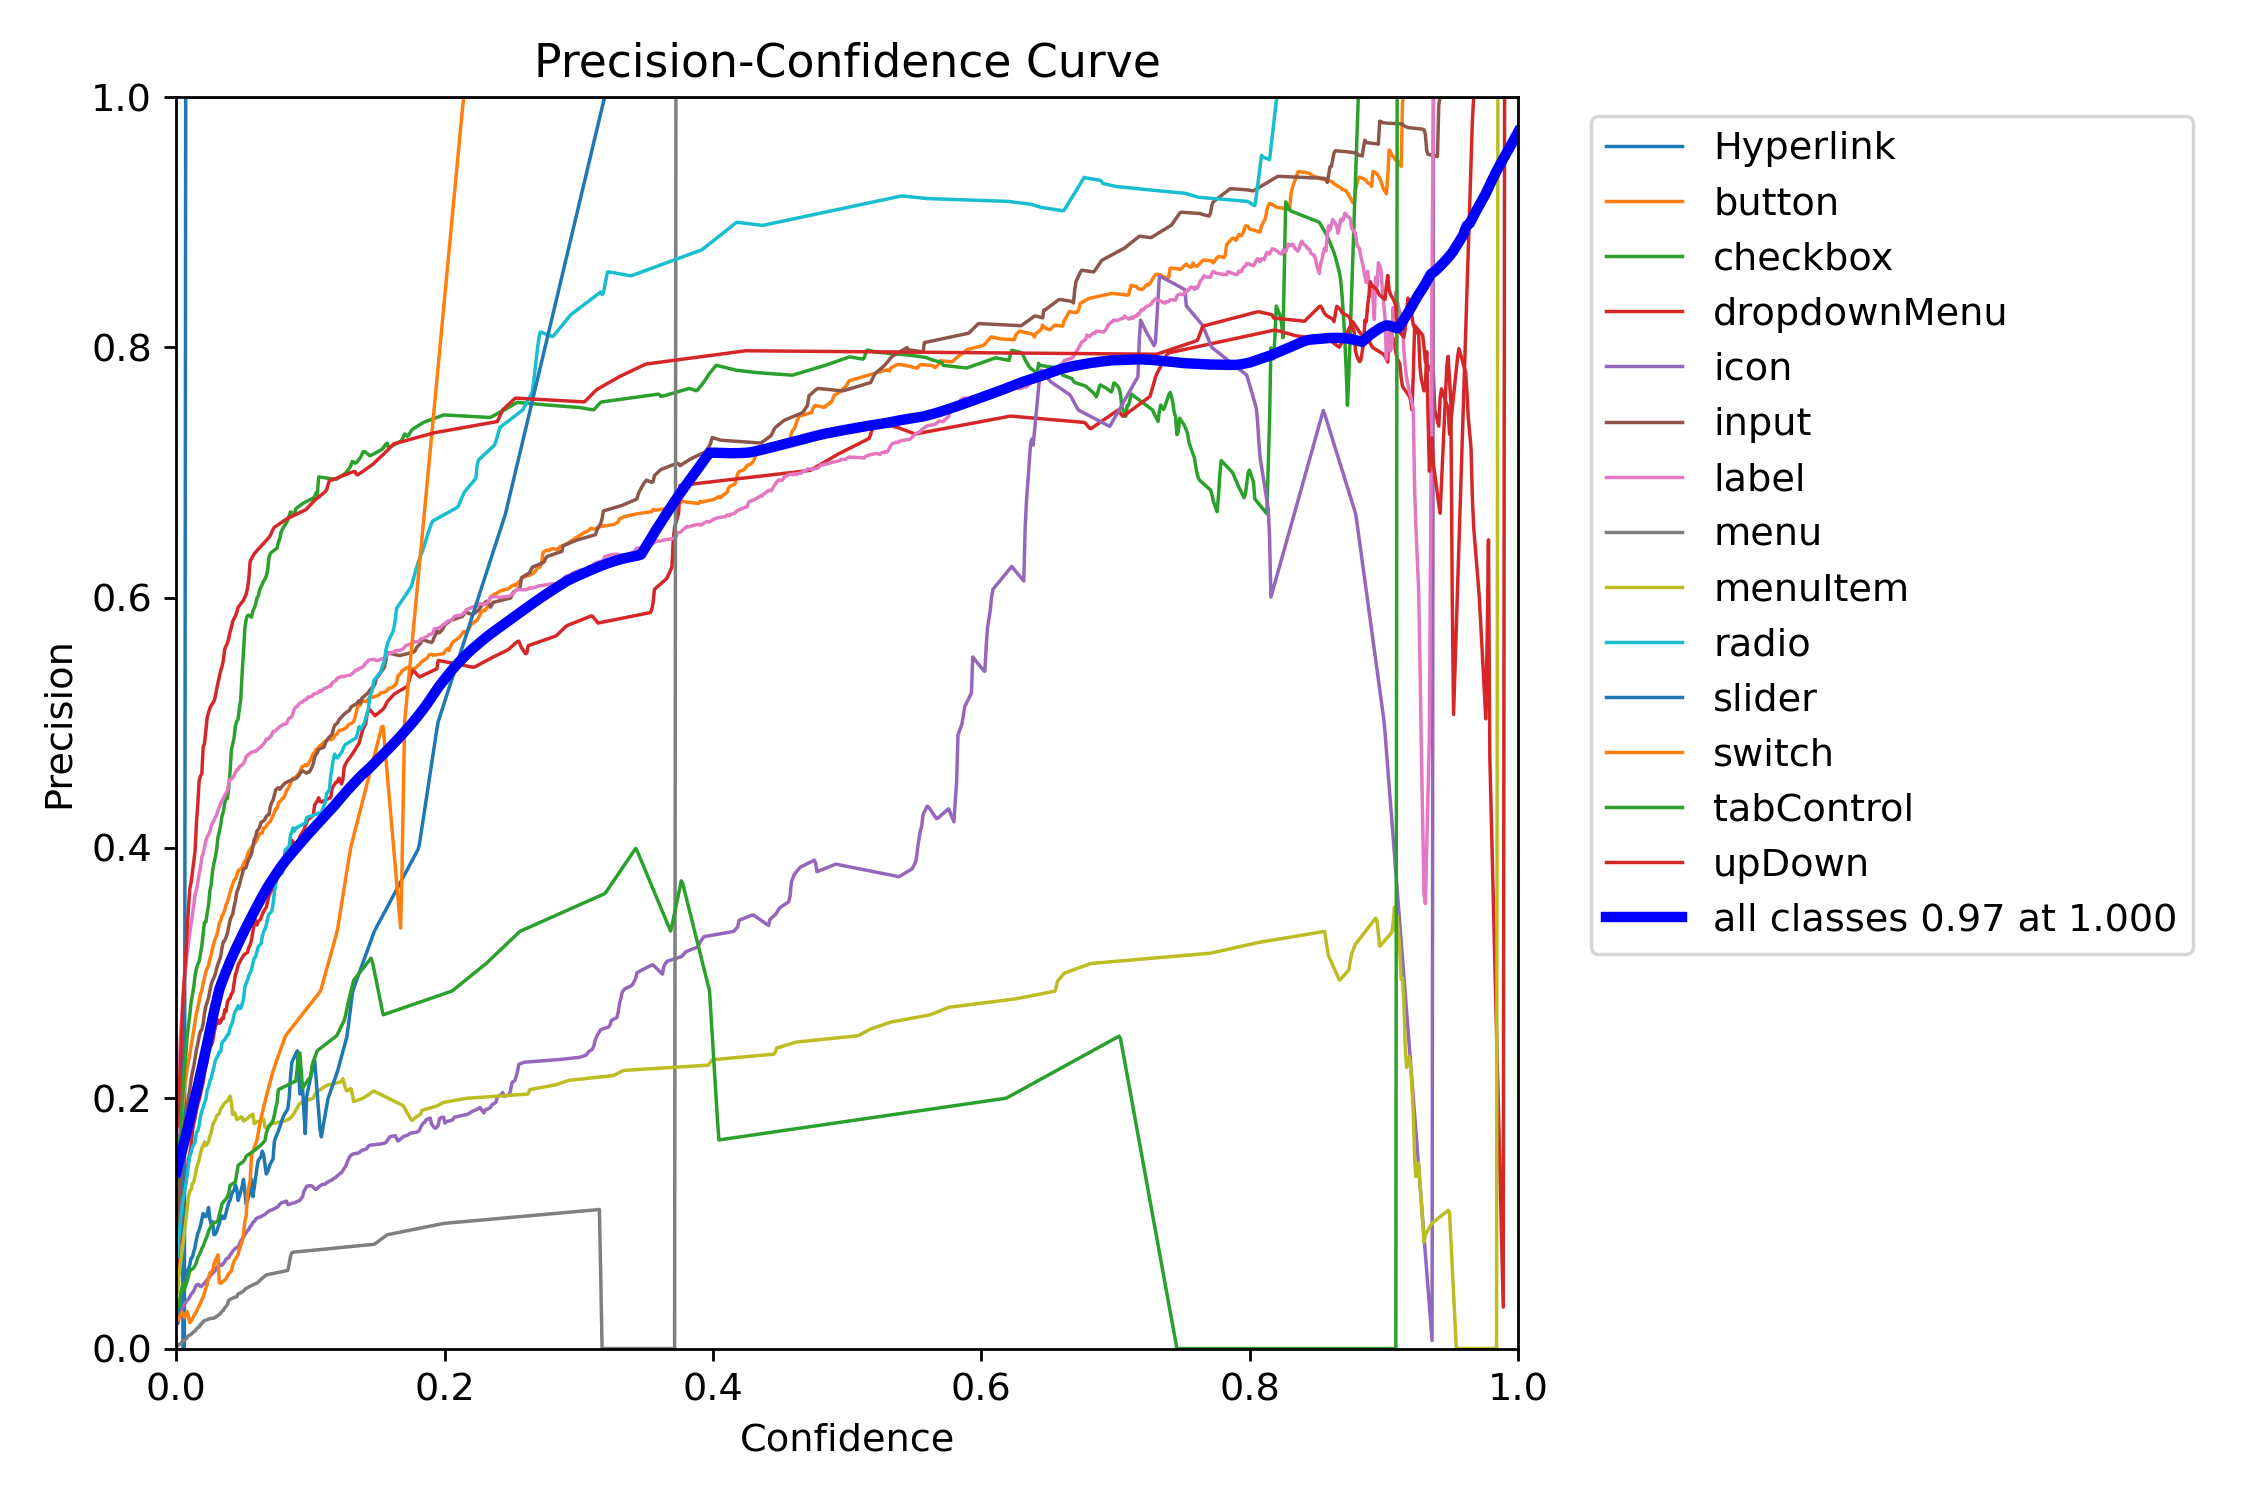 Precision-Confidence Curve
1.0
0.8
0.6
0.4
0.2
0.0
Precision
0.0 0.2 0.4 0.6 0.8 1.0
Confidence
Hyperlink
button
checkbox
dropdownMenu
icon
input
label
menu
menuItem
radio
slider
switch
tabControl
upDown
all classes 0.97 at 1.000